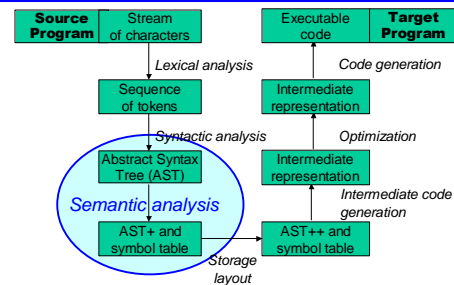 Source
Program
Stream
of characters
Lexical analysis
Sequence
of tokens
Syntactic analysis
Abstract Syntax
Tree (AST)
Semantic analysis
AST+ and
symbol table
Storage
layout
AST++ and
symbol table
Intermediate code
generation
Intermediate
representation
Optimization
Intermediate
representation
Code generation
Executable
code
Target
Program